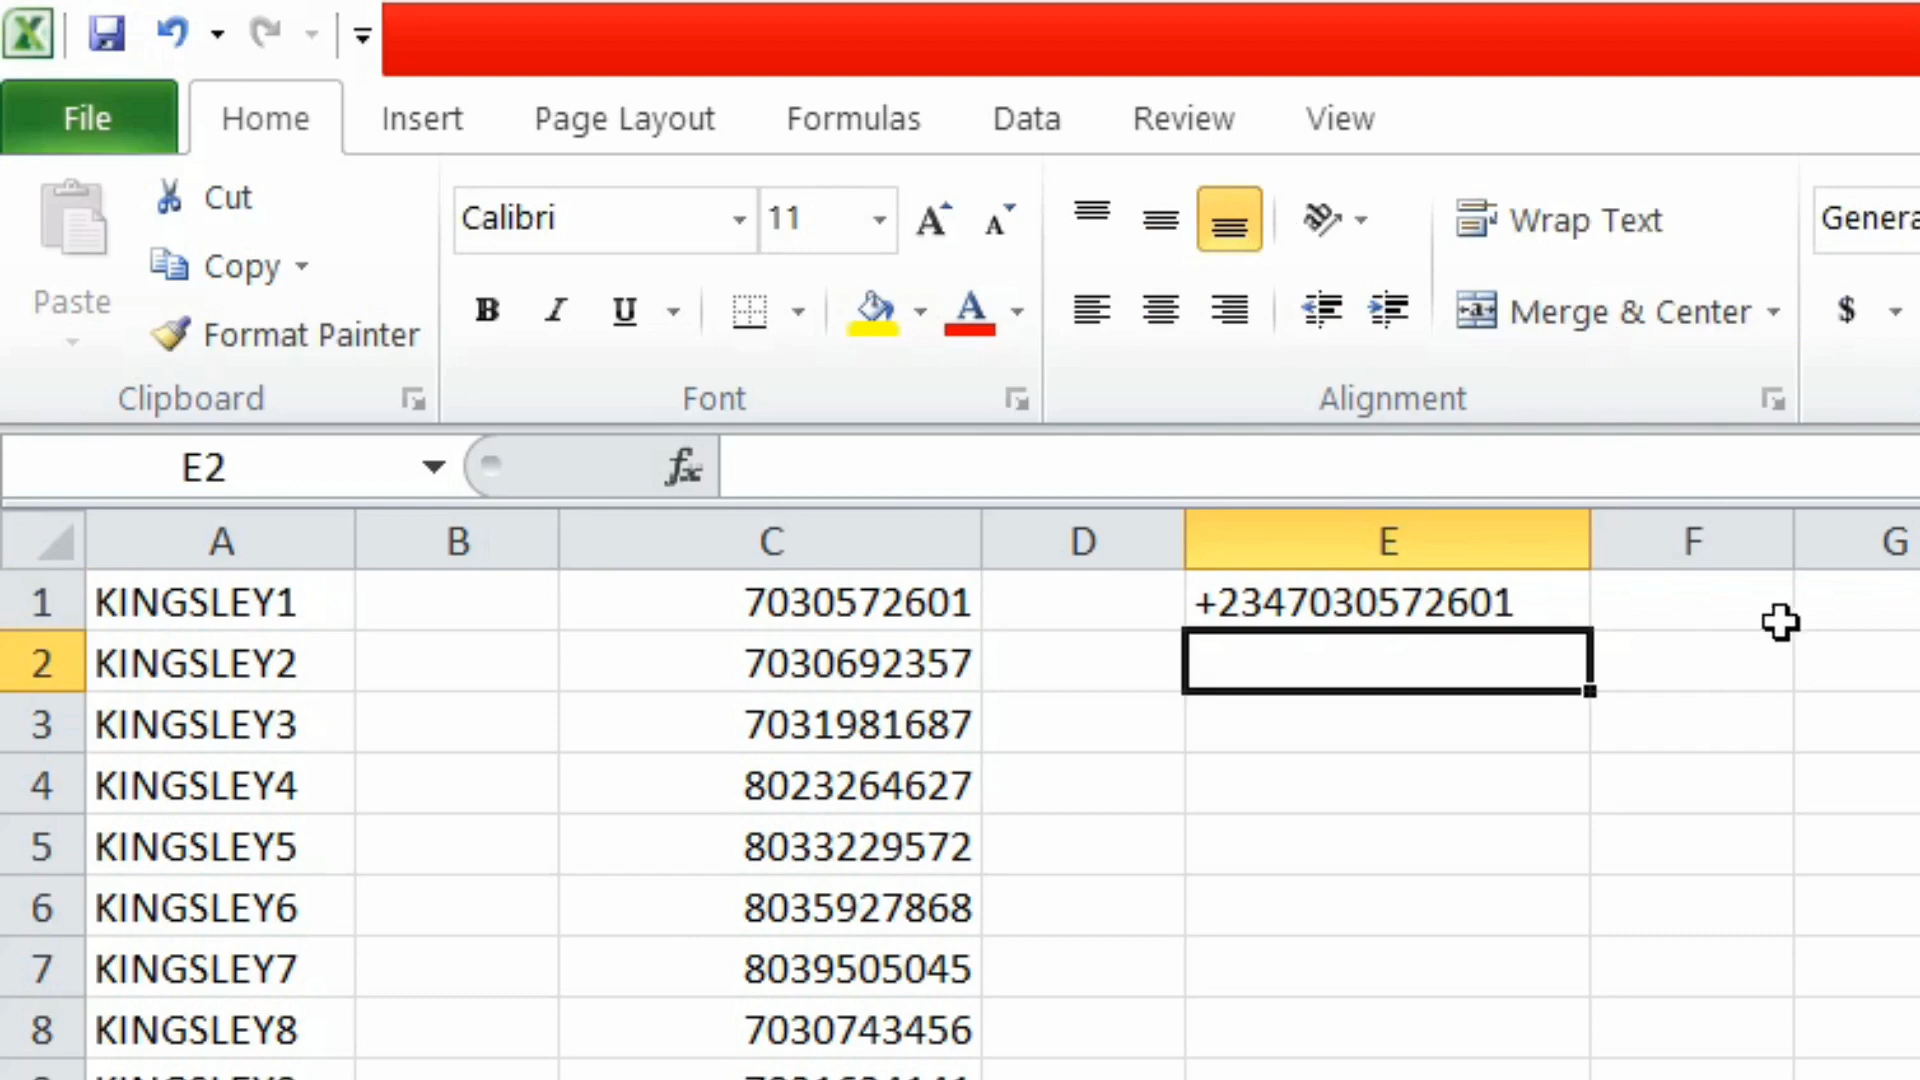 File Home Insert Page Layout Formulas Data Review View
Cut
Calibri 11
Wrap Text
Genera
Copy
Paste
B I U
A
Merge & Center
$
Format Painter
Clipboard Font Alignment
E2 fx
A B C D E F G
1 KINGSLEY1 7030572601 +2347030572601
2 KINGSLEY2 7030692357
3 KINGSLEY3 7031981687
4 KINGSLEY4 8023264627
5 KINGSLEY5 8033229572
6 KINGSLEY6 8035927868
7 KINGSLEY7 8039505045
8 KINGSLEY8 7030743456